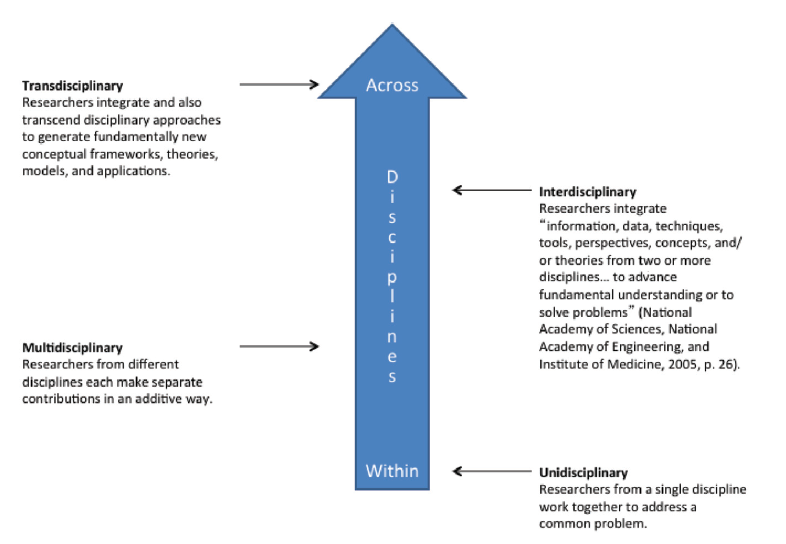 Across
Disciplines
Within
Transdisciplinary
Researchers integrate and also
transcend disciplinary approaches
to generate fundamentally new
conceptual frameworks, theories,
models, and applications.
Interdisciplinary
Researchers integrate
“information, data, techniques,
tools, perspectives, concepts, and/
or theories from two or more
disciplines... to advance
fundamental understanding or to
solve problems” (National
Academy of Sciences, National
Academy of Engineering, and
Institute of Medicine, 2005, p. 26).
Multidisciplinary
Researchers from different
disciplines each make separate
contributions in an additive way.
Unidisciplinary
Researchers from a single discipline
work together to address a
common problem.